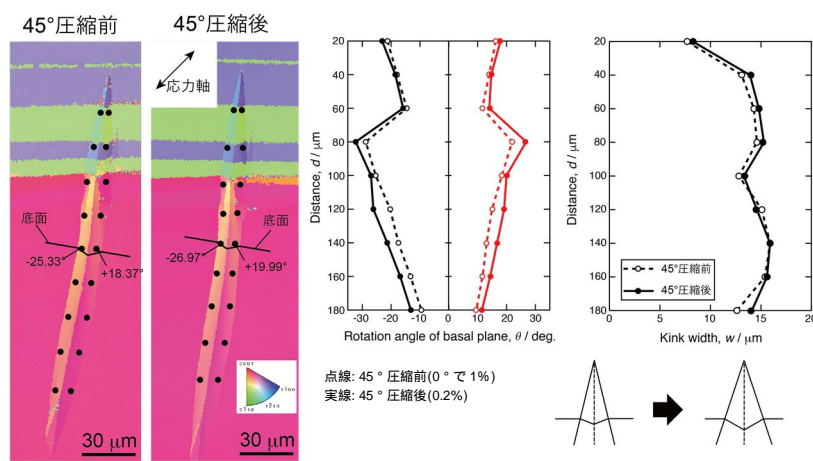 45°圧縮前
45°圧縮後
応力軸
底面
-25.33°
+18.37°
30 μm
底面
-26.97°
+19.99°
0001
1100
0110
1213
30 μm
20
40
60
80
100
120
140
160
180
Distance, d / μm
-30
-20
-10
0
10
20
30
Rotation angle of basal plane, θ / deg.
20
40
60
80
100
120
140
160
180
Distance, d / μm
45°圧縮前
45°圧縮後
0
5
10
15
20
Kink width, w / μm
点線: 45 ° 圧縮前(0 ° で 1%)
実線: 45 ° 圧縮後(0.2%)